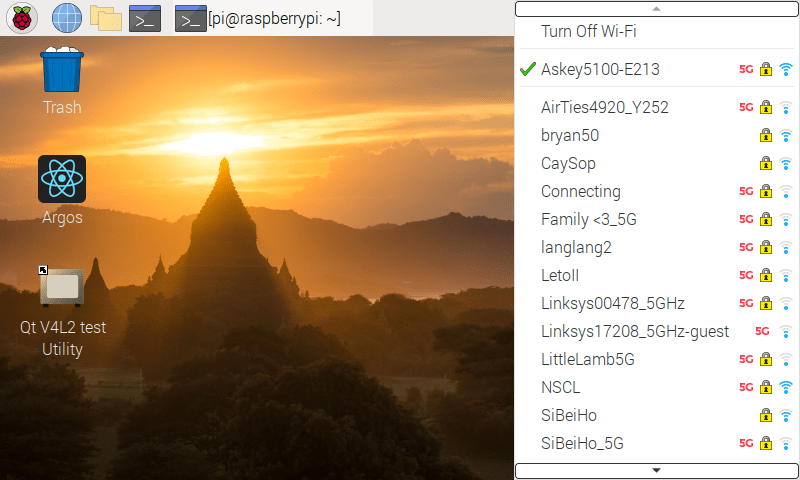 [pi@raspberrypi: ~]
Trash
Argos
Qt V4L2 test
Utility
Turn Off Wi-Fi
Askey5100-E213 5G
AirTies4920_Y252 5G
bryan50
CaySop
Connecting 5G
Family <3_5G 5G
langlang2 5G
LetoII 5G
Linksys00478_5GHz 5G
Linksys17208_5GHz-guest 5G
LittleLamb5G 5G
NSCL 5G
SiBeiHo
SiBeiHo_5G 5G